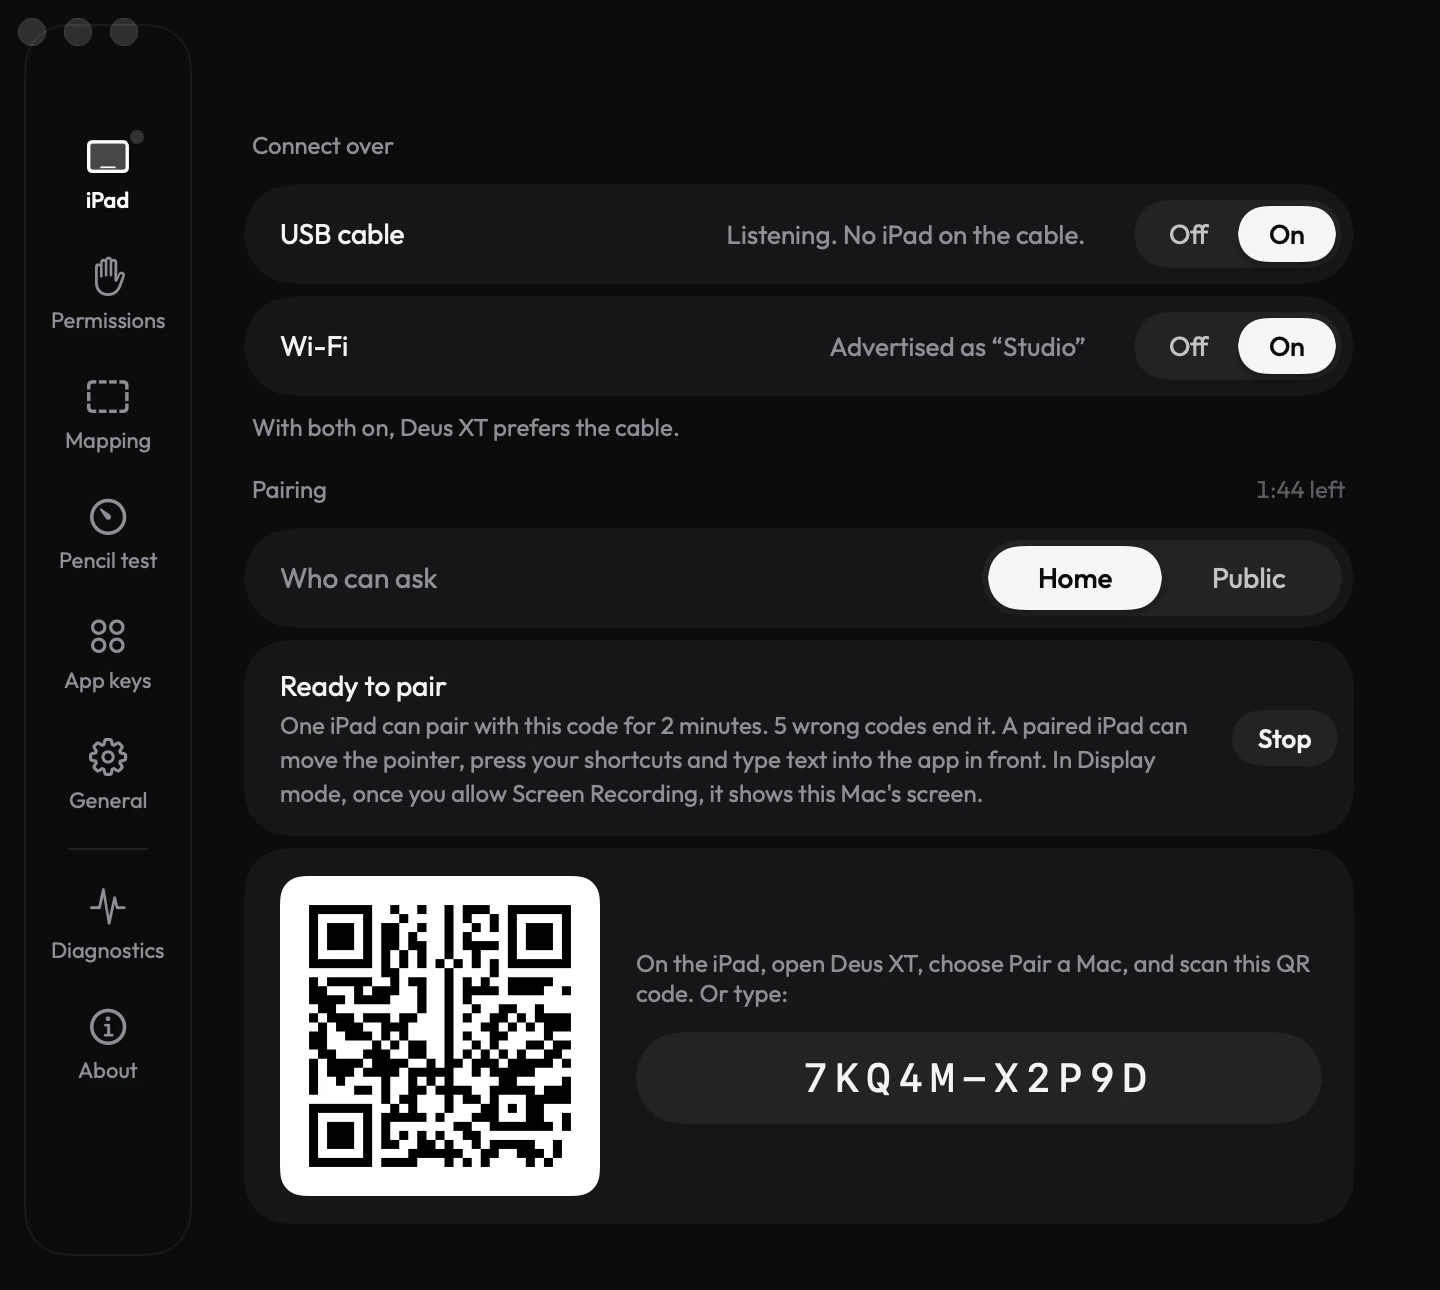 iPad
Permissions
Mapping
Pencil test
App keys
General
Diagnostics
About
Connect over
USB cable
Listening. No iPad on the cable.
Off
On
Wi-Fi
Advertised as “Studio”
Off
On
With both on, Deus XT prefers the cable.
Pairing
1:44 left
Who can ask
Home
Public
Ready to pair
One iPad can pair with this code for 2 minutes. 5 wrong codes end it. A paired iPad can
move the pointer, press your shortcuts and type text into the app in front. In Display
mode, once you allow Screen Recording, it shows this Mac's screen.
Stop
On the iPad, open Deus XT, choose Pair a Mac, and scan this QR
code. Or type:
7KQ4M-X2P9D